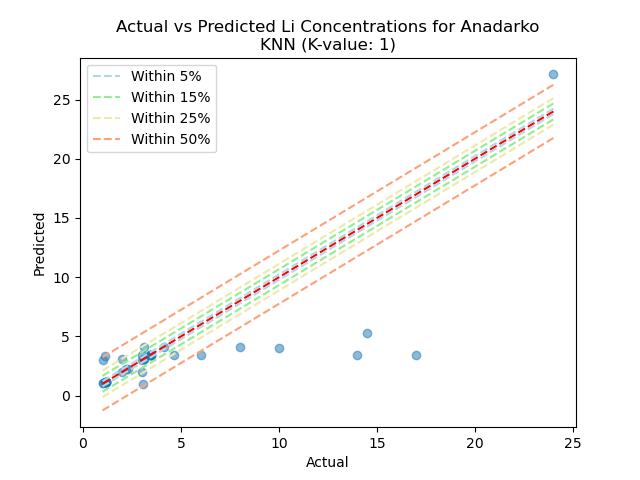 Actual vs Predicted Li Concentrations for Anadarko
KNN (K-value: 1)
Within 5%
Within 15%
Within 25%
Within 50%
25
20
15
10
5
0
Predicted
0 5 10 15 20 25
Actual